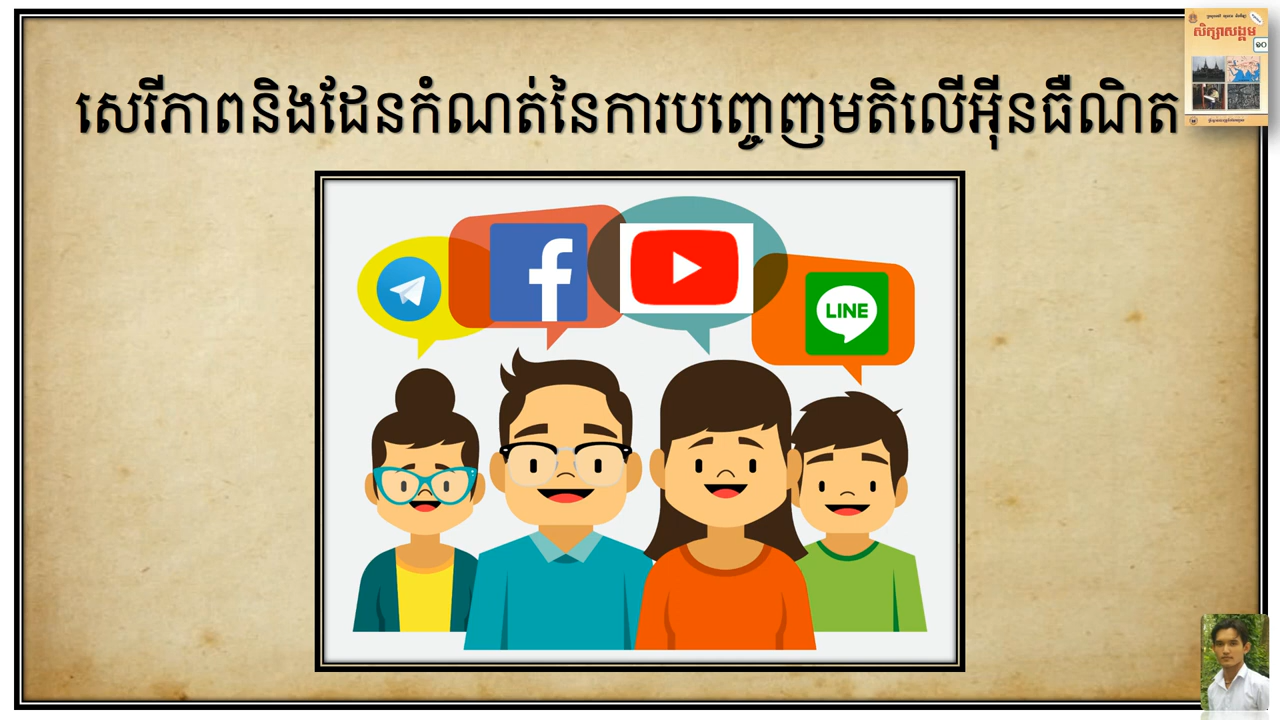 សិក្សាសង្គម
១០
សេរីភាពនិងដែនកំណត់នៃការបញ្ចេញមតិលើអ៊ីនធឺណិត
LINE